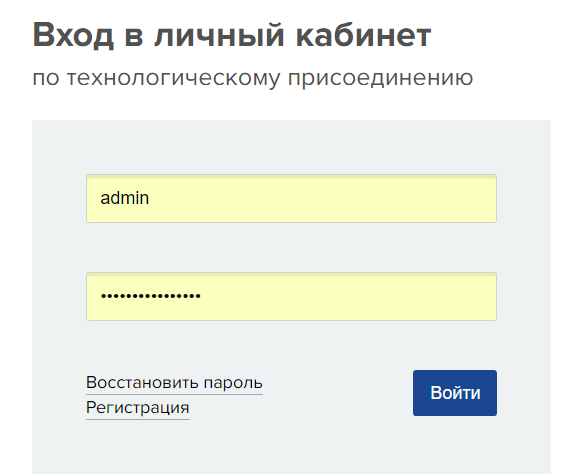 Вход в личный кабинет
по технологическому присоединению
admin
••••••••••••••••
Восстановить пароль
Войти
Регистрация